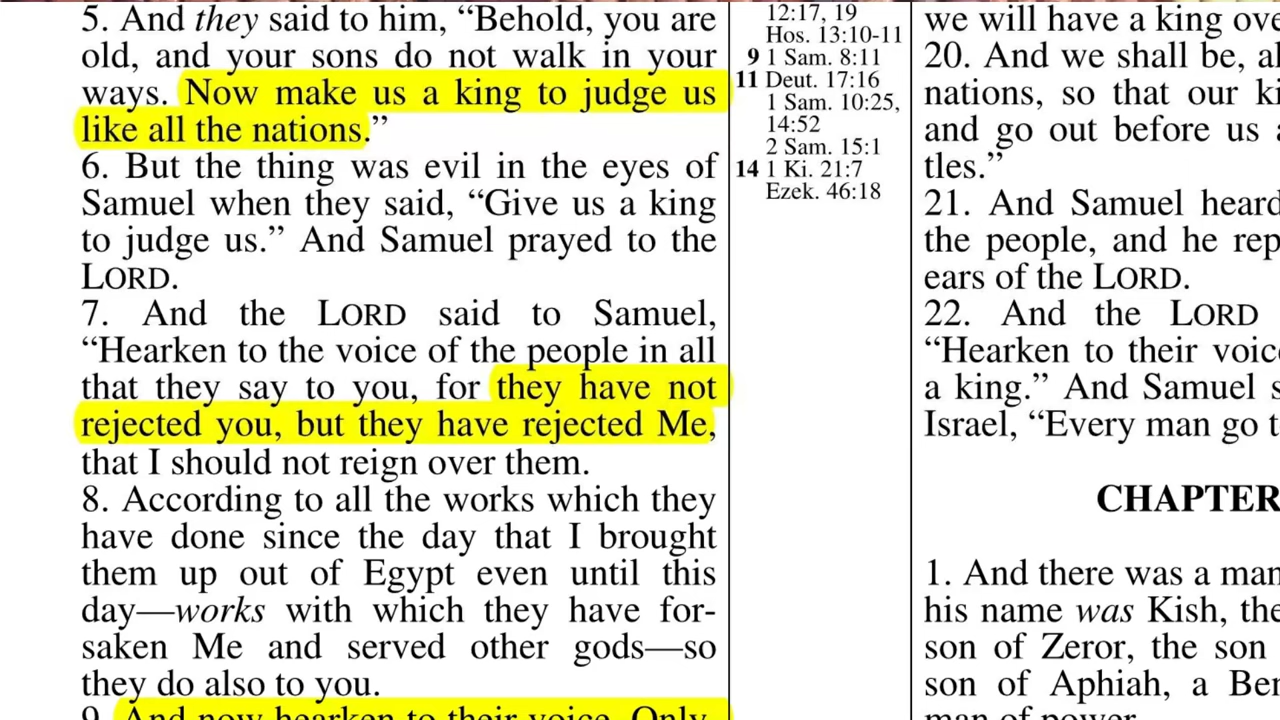 5. And they said to him, “Behold, you are
old, and your sons do not walk in your
ways. Now make us a king to judge us
like all the nations.”
6. But the thing was evil in the eyes of
Samuel when they said, “Give us a king
to judge us.” And Samuel prayed to the
LORD.
7. And the LORD said to Samuel,
“Hearken to the voice of the people in all
that they say to you, for they have not
rejected you, but they have rejected Me,
that I should not reign over them.
8. According to all the works which they
have done since the day that I brought
them up out of Egypt even until this
day—works with which they have for-
saken Me and served other gods—so
they do also to you.
9. And now hearken to their voice. Only,
12:17, 19
Hos. 13:10-11
9 1 Sam. 8:11
11 Deut. 17:16
1 Sam. 10:25,
14:52
2 Sam. 15:1
14 1 Ki. 21:7
Ezek. 46:18
we will have a king
20. And we shall be,
nations, so that our
and go out before us
tles.”
21. And Samuel heard
the people, and he
ears of the LORD.
22. And the LORD
“Hearken to their
a king.” And Samuel
Israel, “Every man go
CHAPTER
1. And there was a man
his name was Kish,
son of Zeror, the son
son of Aphiah, a
man of power